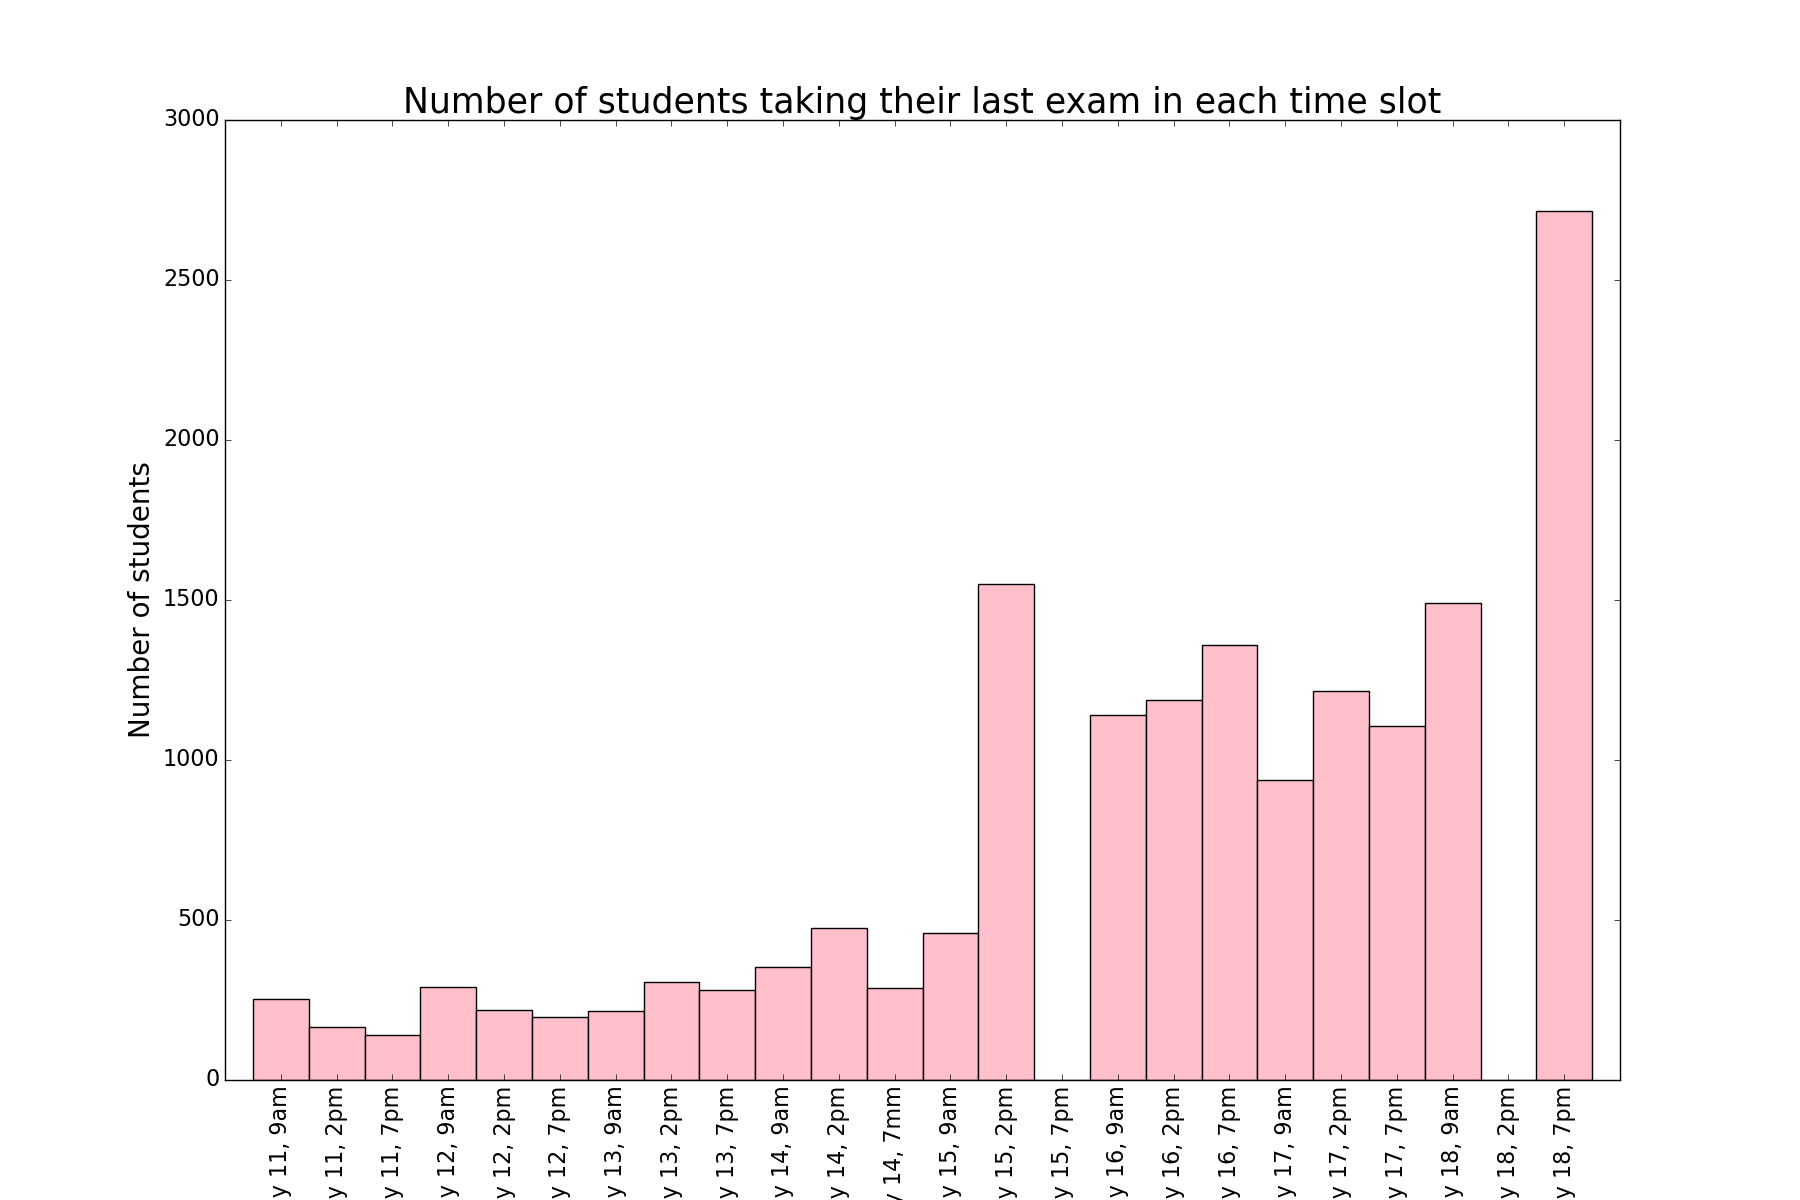 Number of students taking their last exam in each time slot
Number of students
3000
2500
2000
1500
1000
500
0
y 11, 9am
y 11, 2pm
y 11, 7pm
y 12, 9am
y 12, 2pm
y 12, 7pm
y 13, 9am
y 13, 2pm
y 13, 7pm
y 14, 9am
y 14, 2pm
y 14, 7mm
y 15, 9am
y 15, 2pm
y 15, 7pm
y 16, 9am
y 16, 2pm
y 16, 7pm
y 17, 9am
y 17, 2pm
y 17, 7pm
y 18, 9am
y 18, 2pm
y 18, 7pm